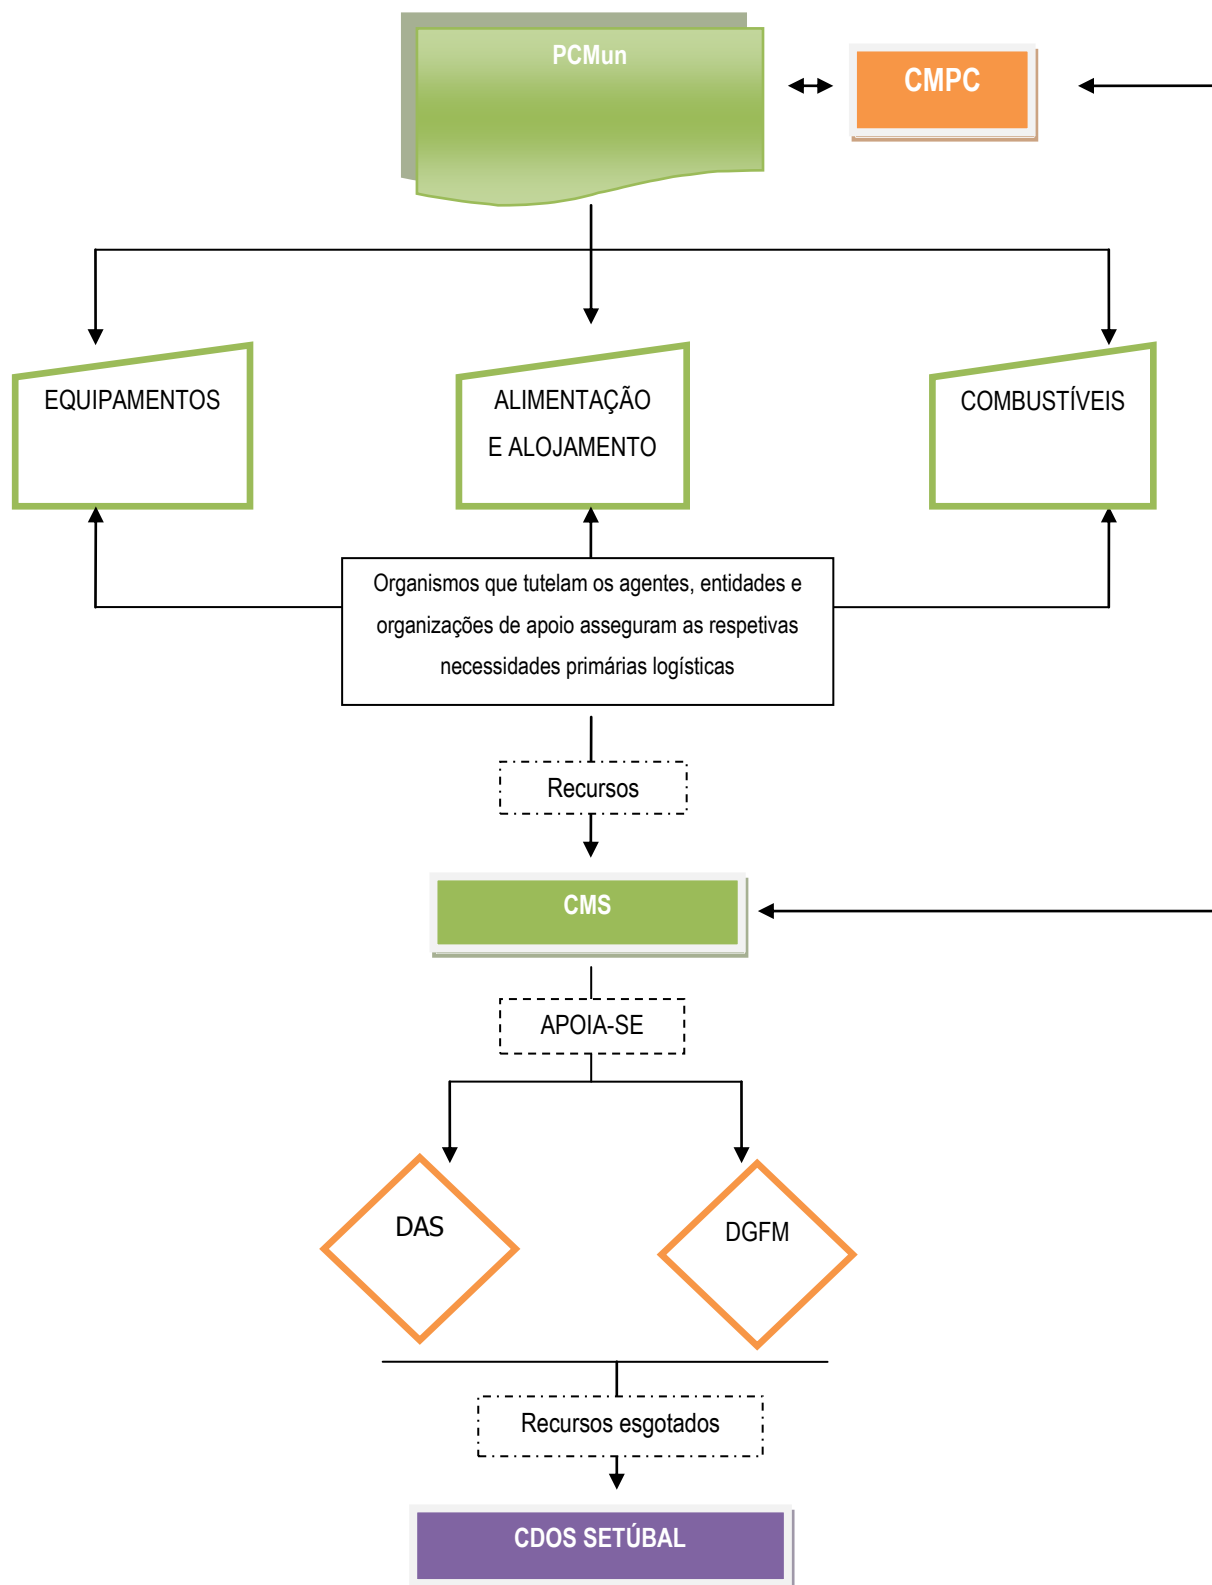 PCMun
CMPC
EQUIPAMENTOS
ALIMENTAÇÃO
E ALOJAMENTO
COMBUSTÍVEIS
Organismos que tutelam os agentes, entidades e
organizações de apoio asseguram as respetivas
necessidades primárias logísticas
Recursos
CMS
APOIA-SE
DAS
DGFM
Recursos esgotados
CDOS SETÚBAL